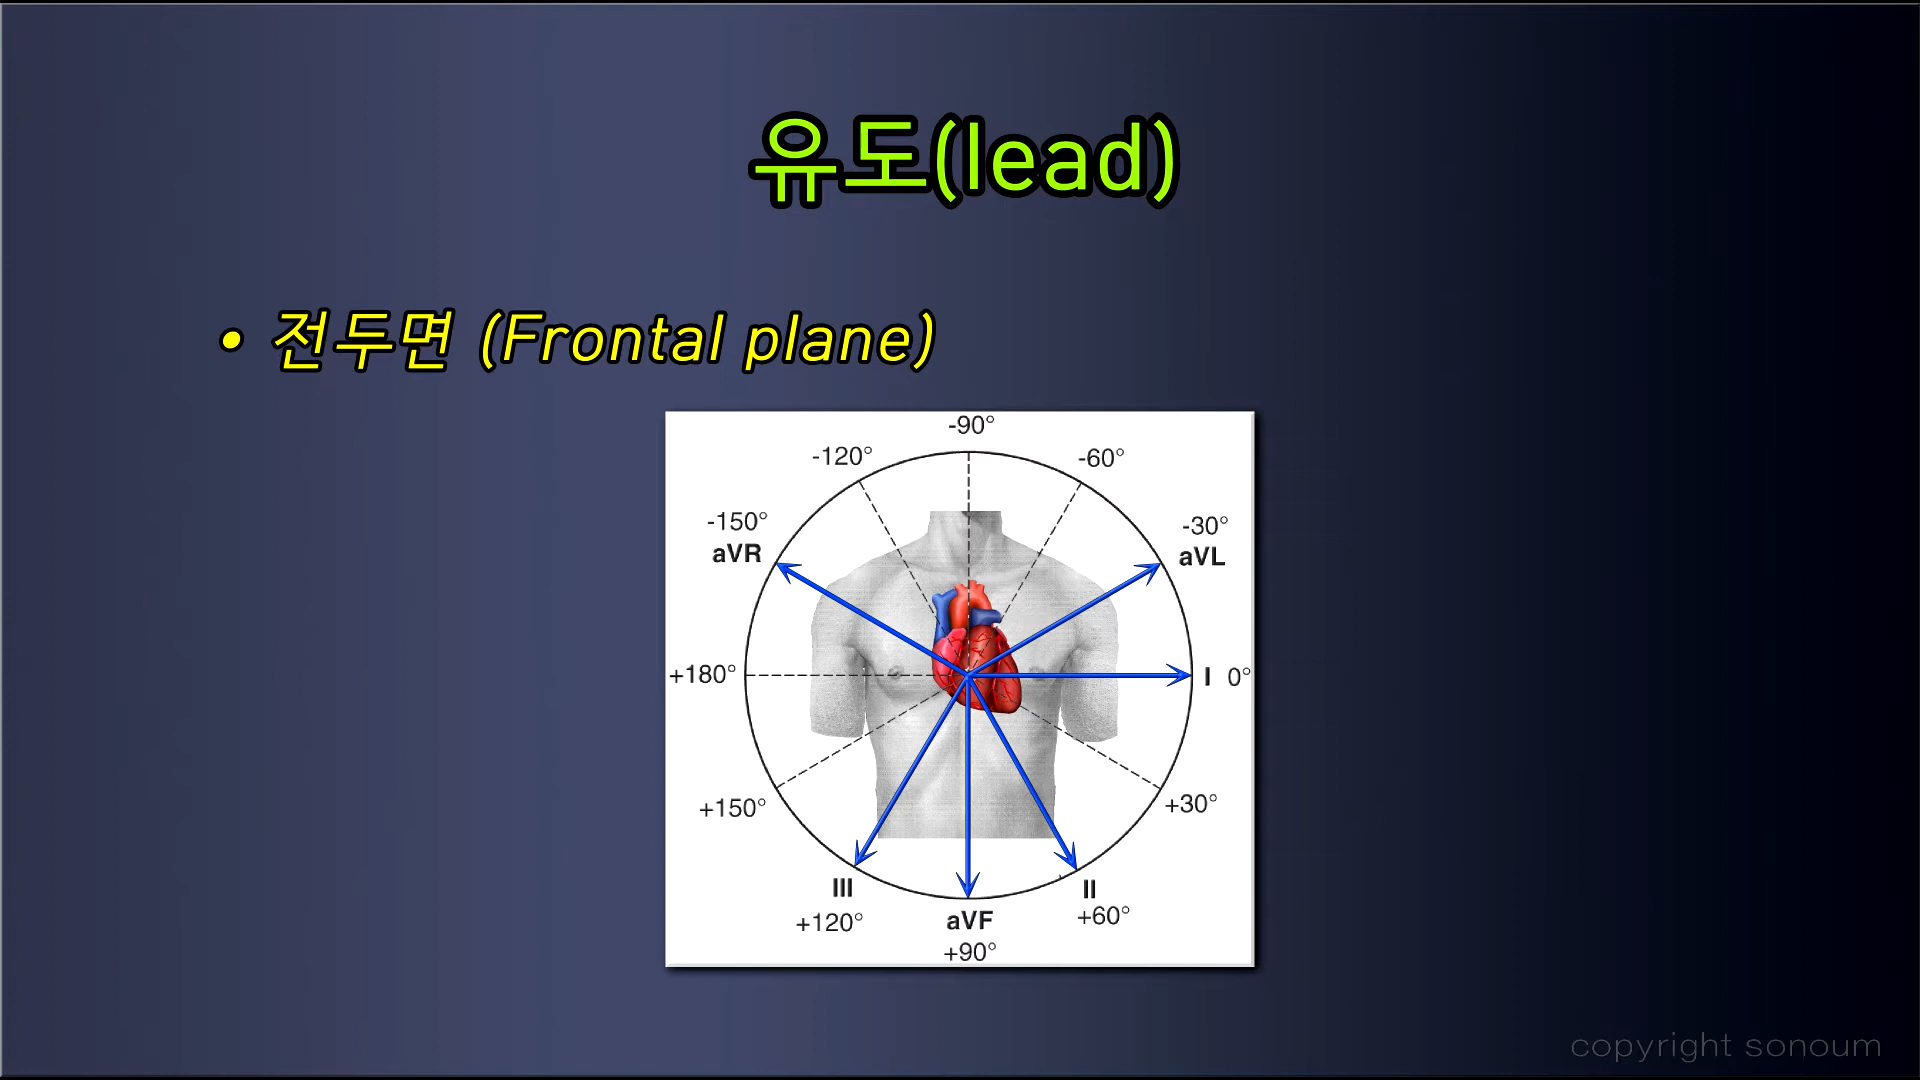 유도(lead)
• 전두면 (Frontal plane)
-90°
-120°
-60°
-150°
aVR
-30°
aVL
+180°
I 0°
+150°
+30°
III
+120°
aVF
+90°
II
+60°
copyright sonoum